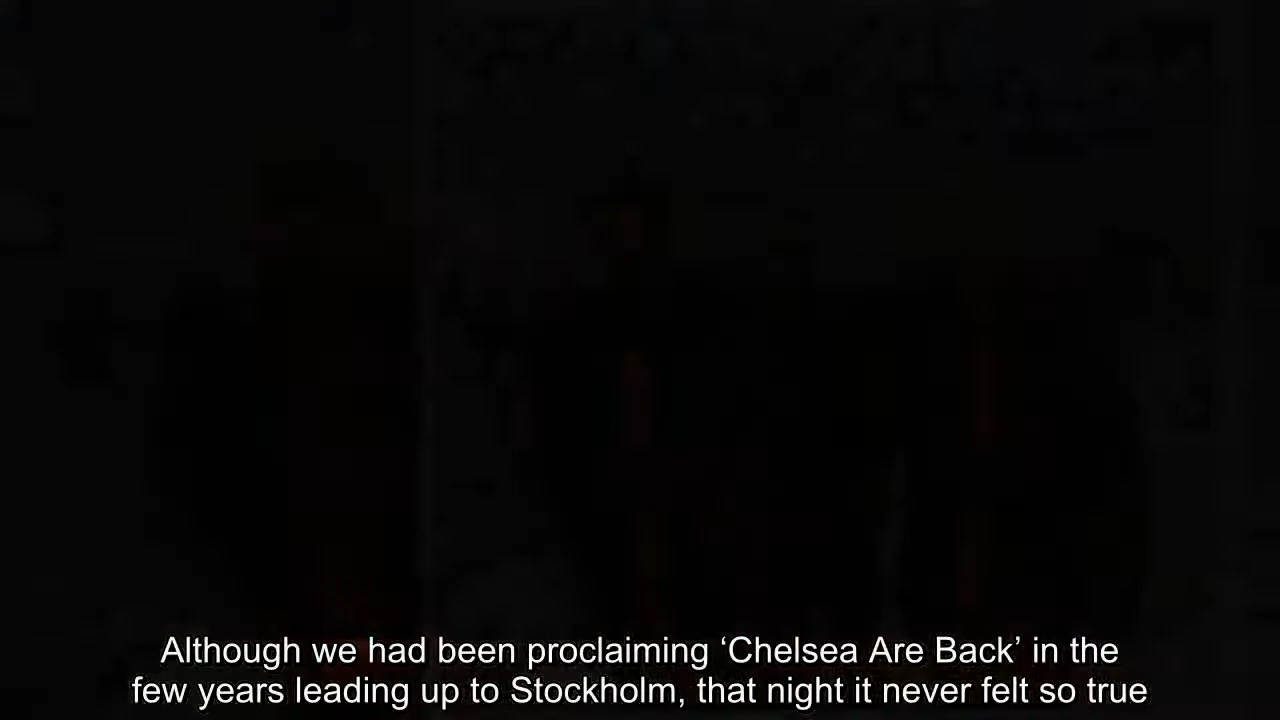 Although we had been proclaiming ‘Chelsea Are Back’ in the
few years leading up to Stockholm, that night it never felt so true